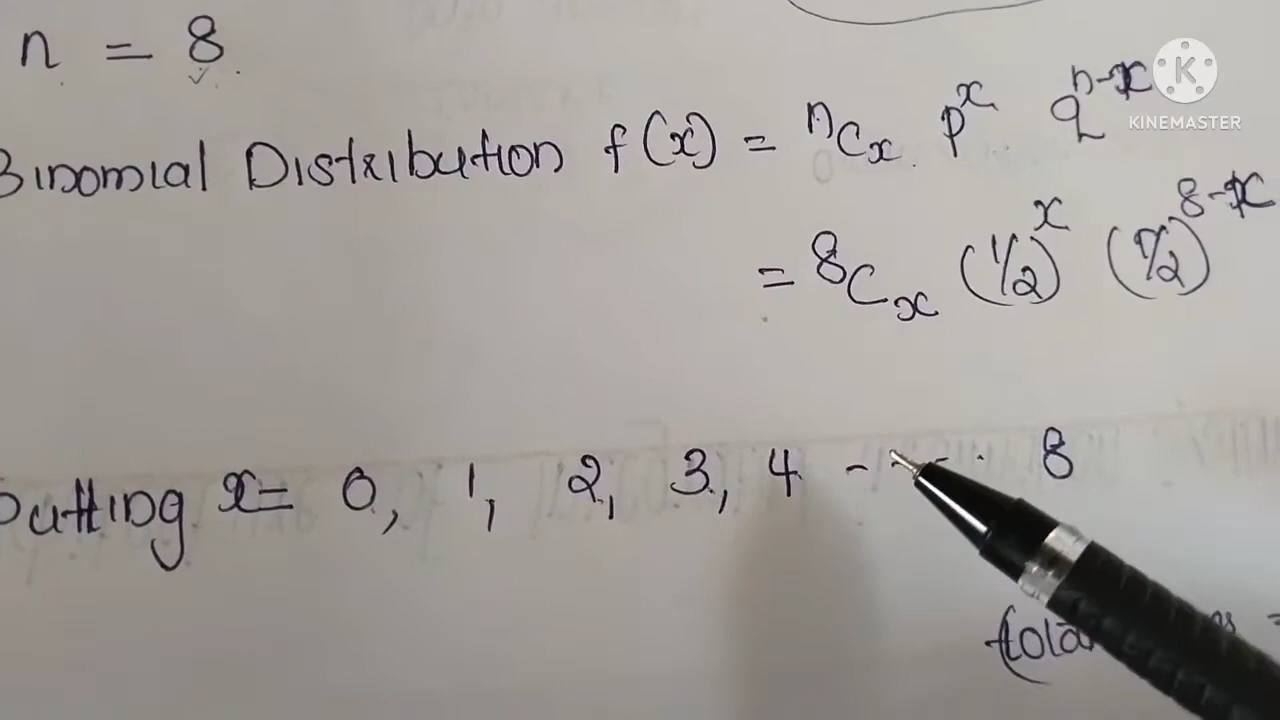 n = 8
Binomial Distribution f(x) = ⁿCₓ pˣ qⁿ⁻ˣ
KINEMASTER
= ⁸Cₓ (1/2)ˣ (1/2)⁸⁻ˣ
Putting x = 0, 1, 2, 3, 4 ---- 8